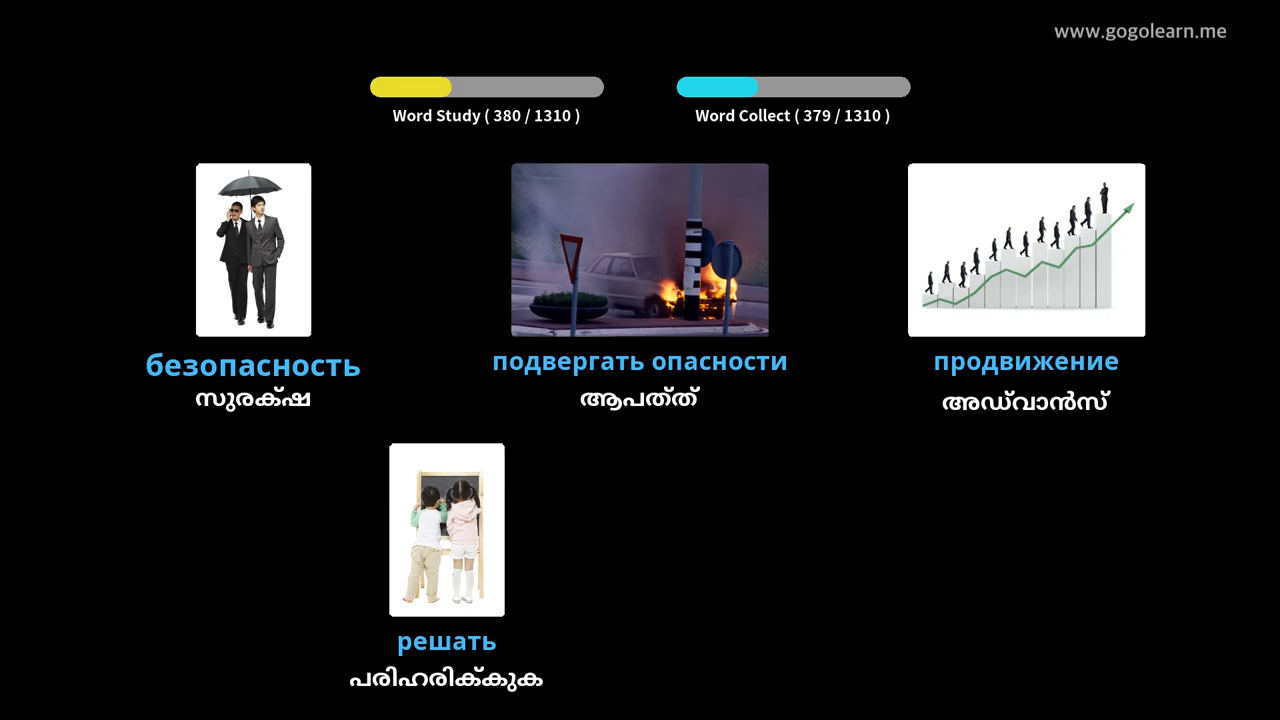 www.gogolearn.me
Word Study ( 380 / 1310 )
Word Collect ( 379 / 1310 )
безопасность
സുരക്ഷ
подвергать опасности
ആപത്ത്
продвижение
അഡ്വാൻസ്
решать
പരിഹരിക്കുക